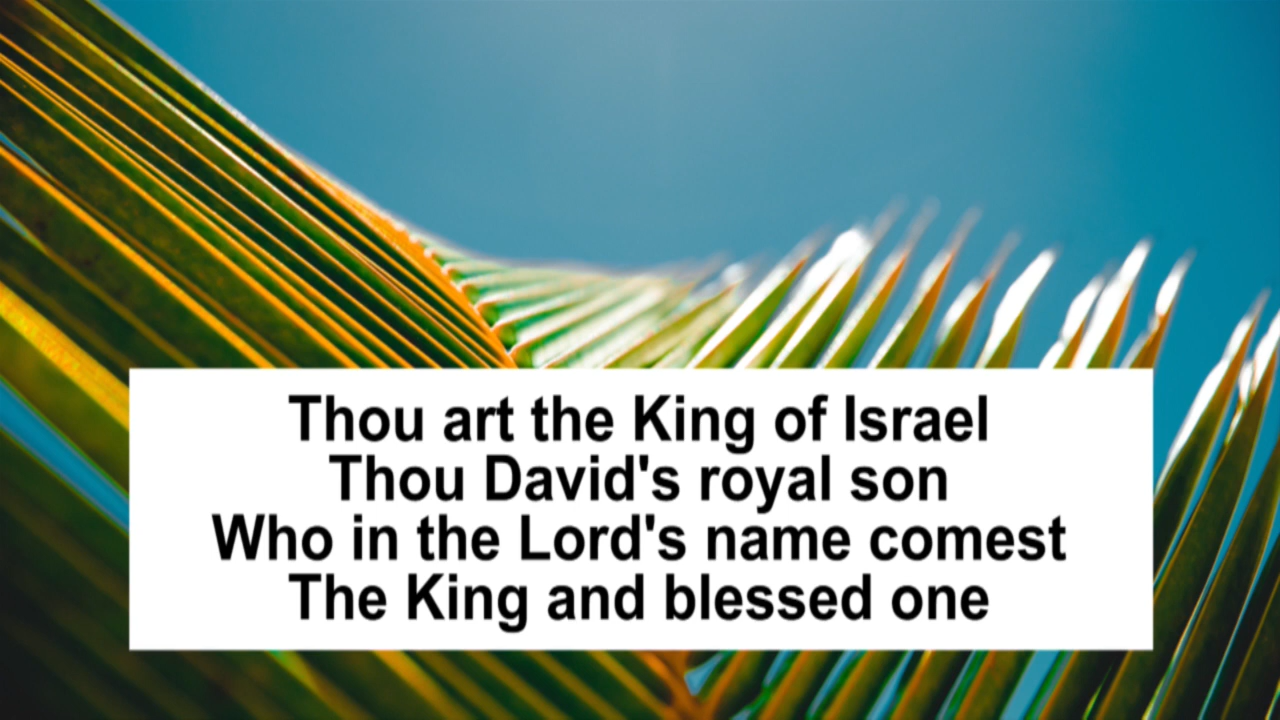 Thou art the King of Israel
Thou David's royal son
Who in the Lord's name comest
The King and blessed one